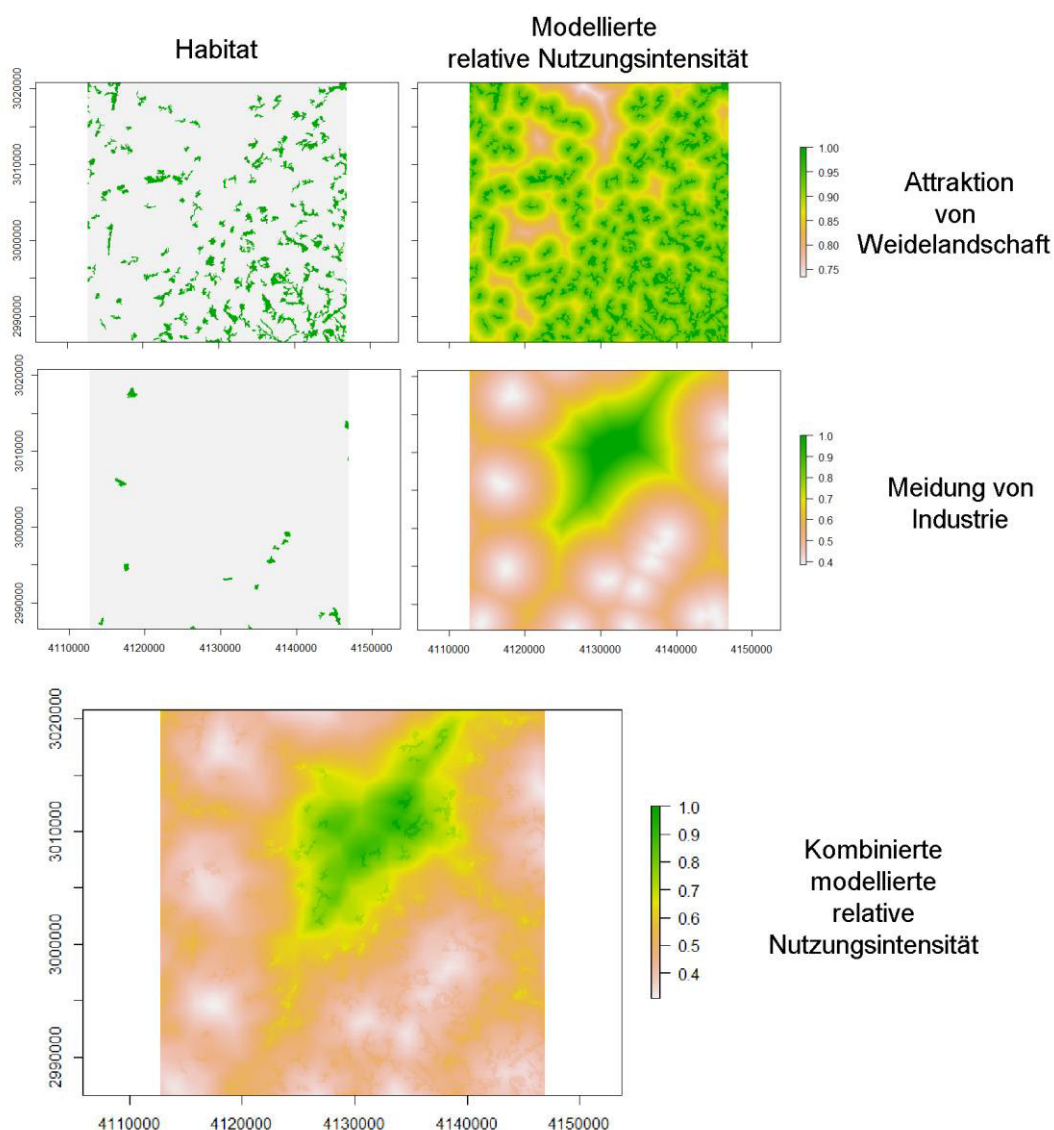 Habitat
Modellierte
relative Nutzungsintensität
3020000
3010000
3000000
2990000
1.00
0.95
0.90
0.85
0.80
0.75
Attraktion
von
Weidelandschaft
3020000
3010000
3000000
2990000
4110000 4120000 4130000 4140000 4150000
4110000 4120000 4130000 4140000 4150000
1.0
0.9
0.8
0.7
0.6
0.5
0.4
Meidung von
Industrie
3020000
3010000
3000000
2990000
4110000 4120000 4130000 4140000 4150000
1.0
0.9
0.8
0.7
0.6
0.5
0.4
Kombinierte
modellierte
relative
Nutzungsintensität